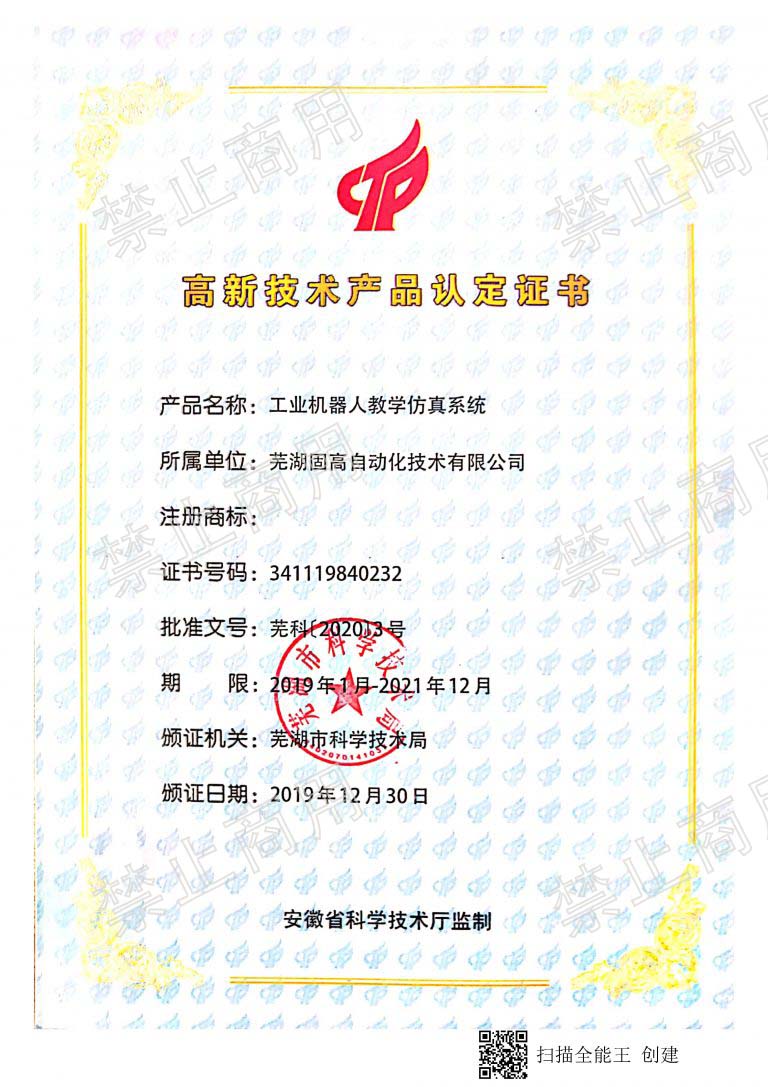 禁止商用
禁止商用
高新技术产品认定证书
产品名称：工业机器人教学仿真系统
所属单位：芜湖固高自动化技术有限公司
注册商标：
证书号码：341119840232
批准文号：芜科〔2020〕3号
期 限：2019年1月-2021年12月
颁证机关：芜湖市科学技术局
颁证日期：2019年12月30日
芜湖市科学技术局
禁止商用
禁止商用
禁止商用
禁止商用
安徽省科学技术厅监制
扫描全能王 创建